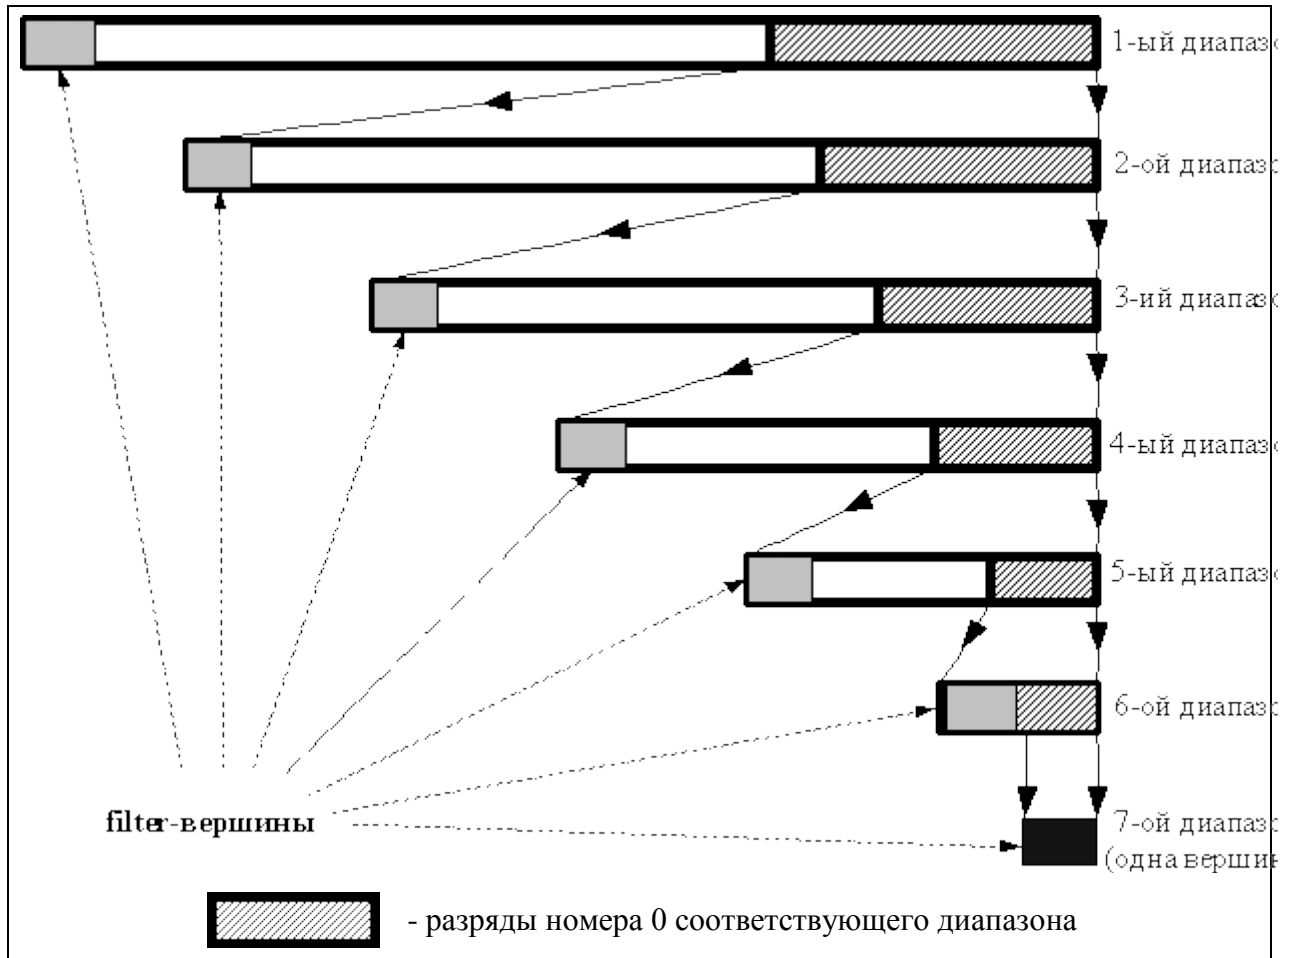 1-ый диапазо
2-ой диапазо
3-ий диапазо
4-ый диапазо
5-ый диапазо
6-ой диапазо
filter-вершины
7-ой диапазо
(одна вершин
- разряды номера 0 соответствующего диапазона